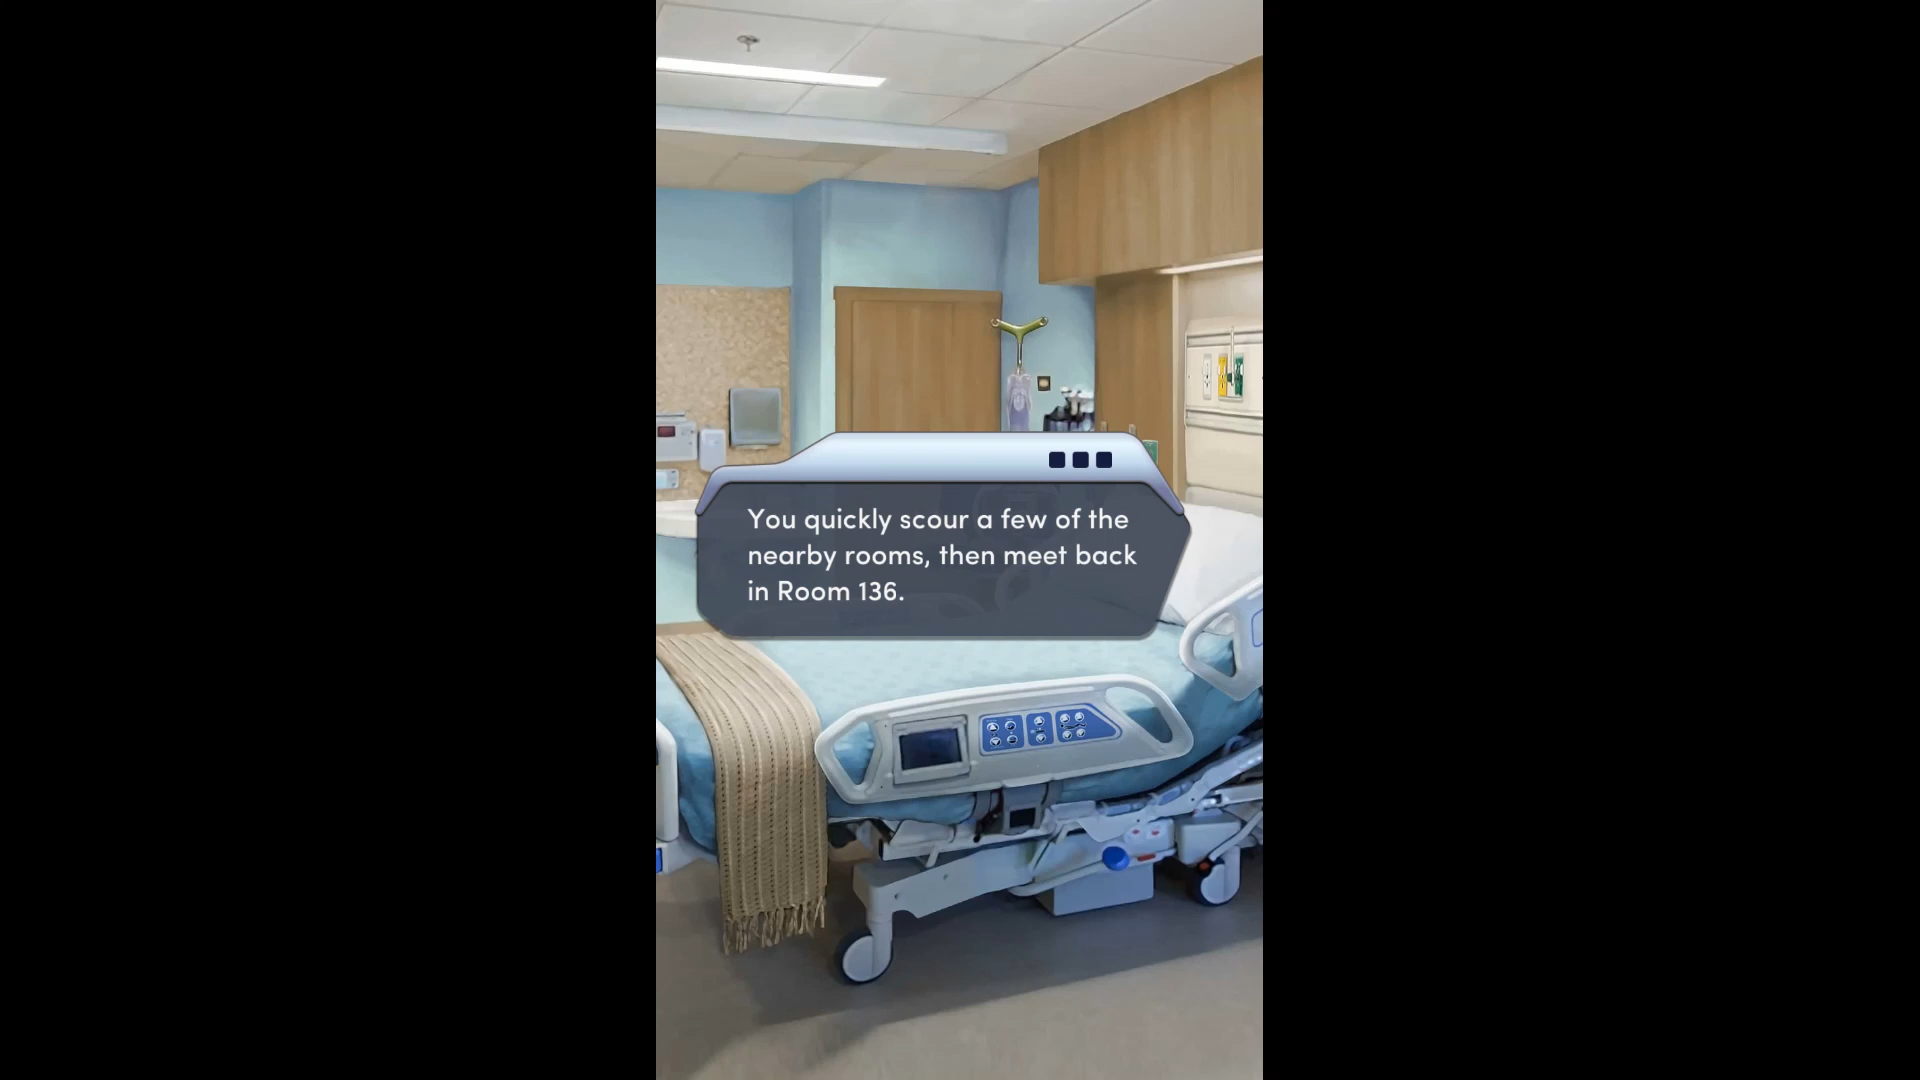 You quickly scour a few of the
nearby rooms, then meet back
in Room 136.